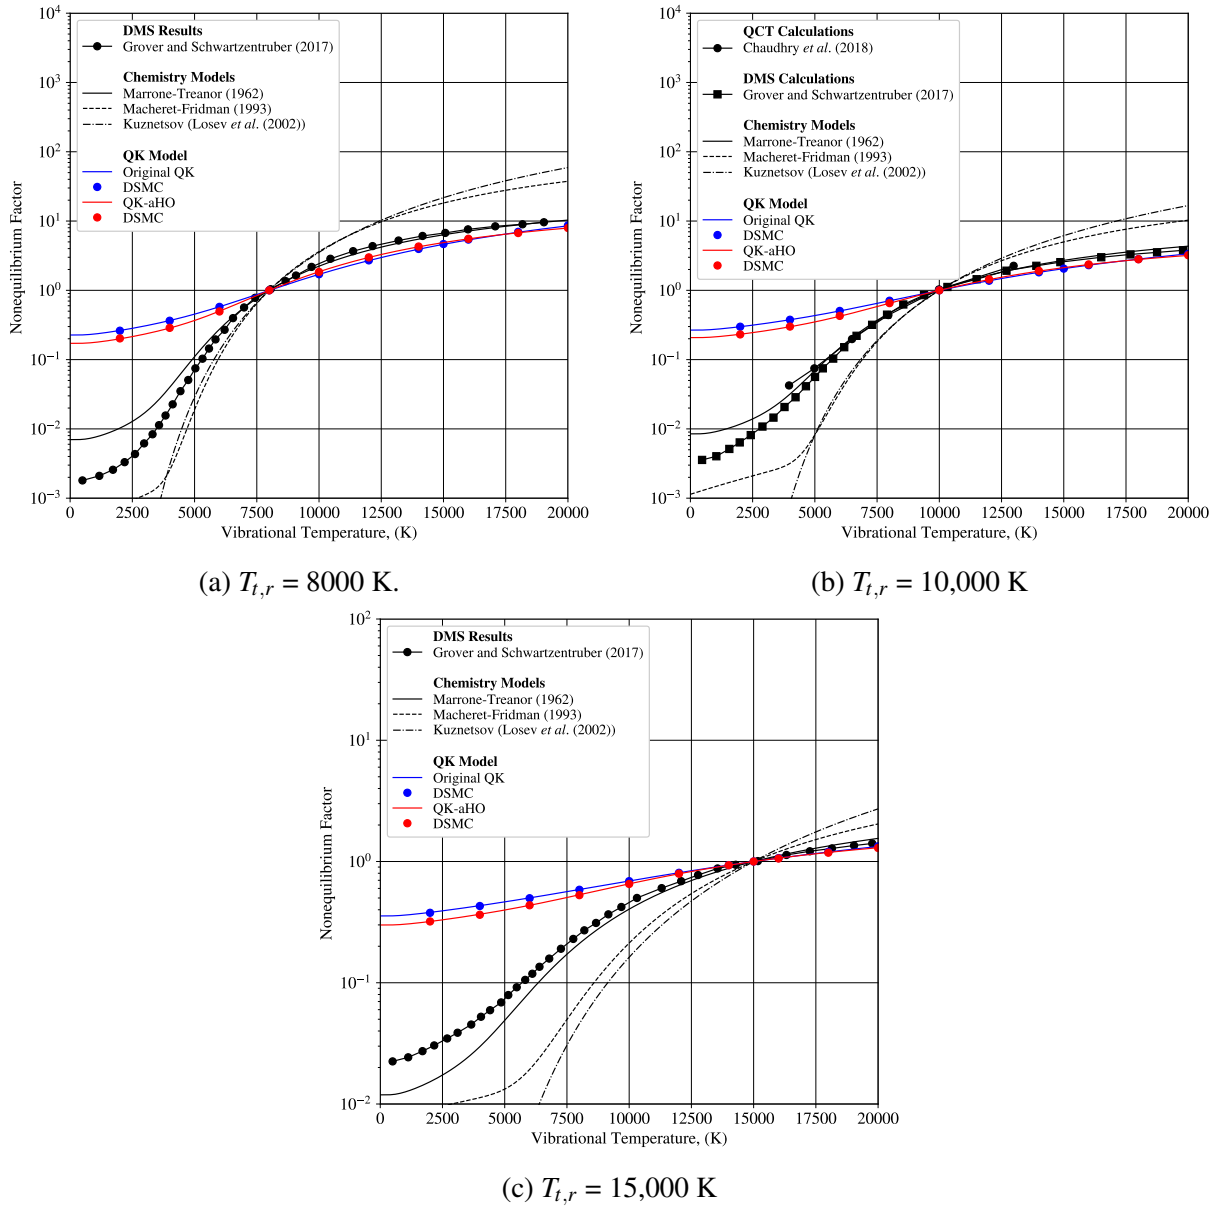 DMS Results
Grover and Schwartzentruber (2017)
Chemistry Models
Marrone-Treanor (1962)
Macheret-Fridman (1993)
Kuznetsov (Losev et al. (2002))
QK Model
Original QK
DSMC
QK-aHO
DSMC
Nonequilibrium Factor
10^4
10^3
10^2
10^1
10^0
10^−1
10^−2
10^−3
0 2500 5000 7500 10000 12500 15000 17500 20000
Vibrational Temperature, (K)
(a) T_{t,r} = 8000 K.
QCT Calculations
Chaudhry et al. (2018)
DMS Calculations
Grover and Schwartzentruber (2017)
Chemistry Models
Marrone-Treanor (1962)
Macheret-Fridman (1993)
Kuznetsov (Losev et al. (2002))
QK Model
Original QK
DSMC
QK-aHO
DSMC
Nonequilibrium Factor
10^4
10^3
10^2
10^1
10^0
10^−1
10^−2
10^−3
0 2500 5000 7500 10000 12500 15000 17500 20000
Vibrational Temperature, (K)
(b) T_{t,r} = 10,000 K
DMS Results
Grover and Schwartzentruber (2017)
Chemistry Models
Marrone-Treanor (1962)
Macheret-Fridman (1993)
Kuznetsov (Losev et al. (2002))
QK Model
Original QK
DSMC
QK-aHO
DSMC
Nonequilibrium Factor
10^2
10^1
10^0
10^−1
10^−2
0 2500 5000 7500 10000 12500 15000 17500 20000
Vibrational Temperature, (K)
(c) T_{t,r} = 15,000 K